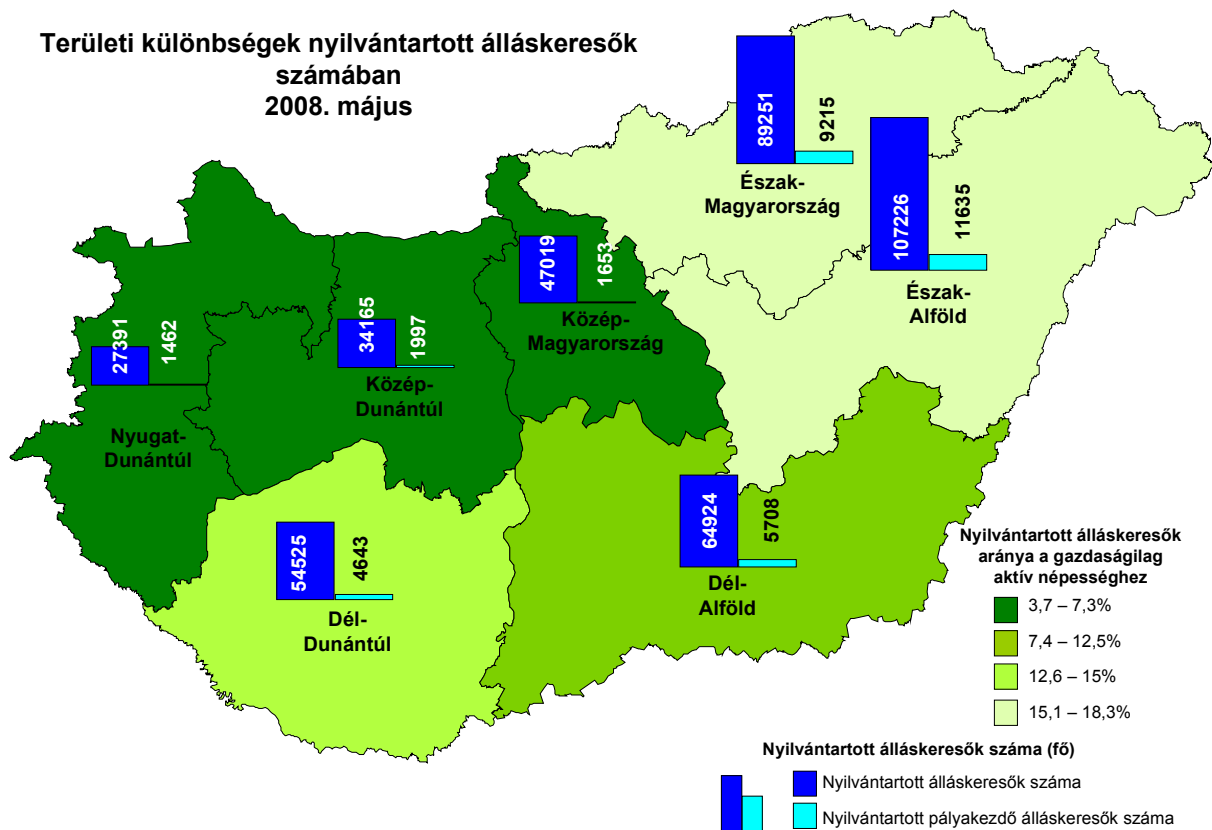 Területi különbségek nyilvántartott álláskeresők
számában
2008. május
89251
9215
Észak-
Magyarország
107226
11635
Észak-
Alföld
47019
1653
Közép-
Magyarország
34165
1997
Közép-
Dunántúl
27391
1462
Nyugat-
Dunántúl
54525
4643
Dél-
Dunántúl
64924
5708
Dél-
Alföld
Nyilvántartott álláskeresők
aránya a gazdaságilag
aktív népességhez
3,7 – 7,3%
7,4 – 12,5%
12,6 – 15%
15,1 – 18,3%
Nyilvántartott álláskeresők száma (fő)
Nyilvántartott álláskeresők száma
Nyilvántartott pályakezdő álláskeresők száma